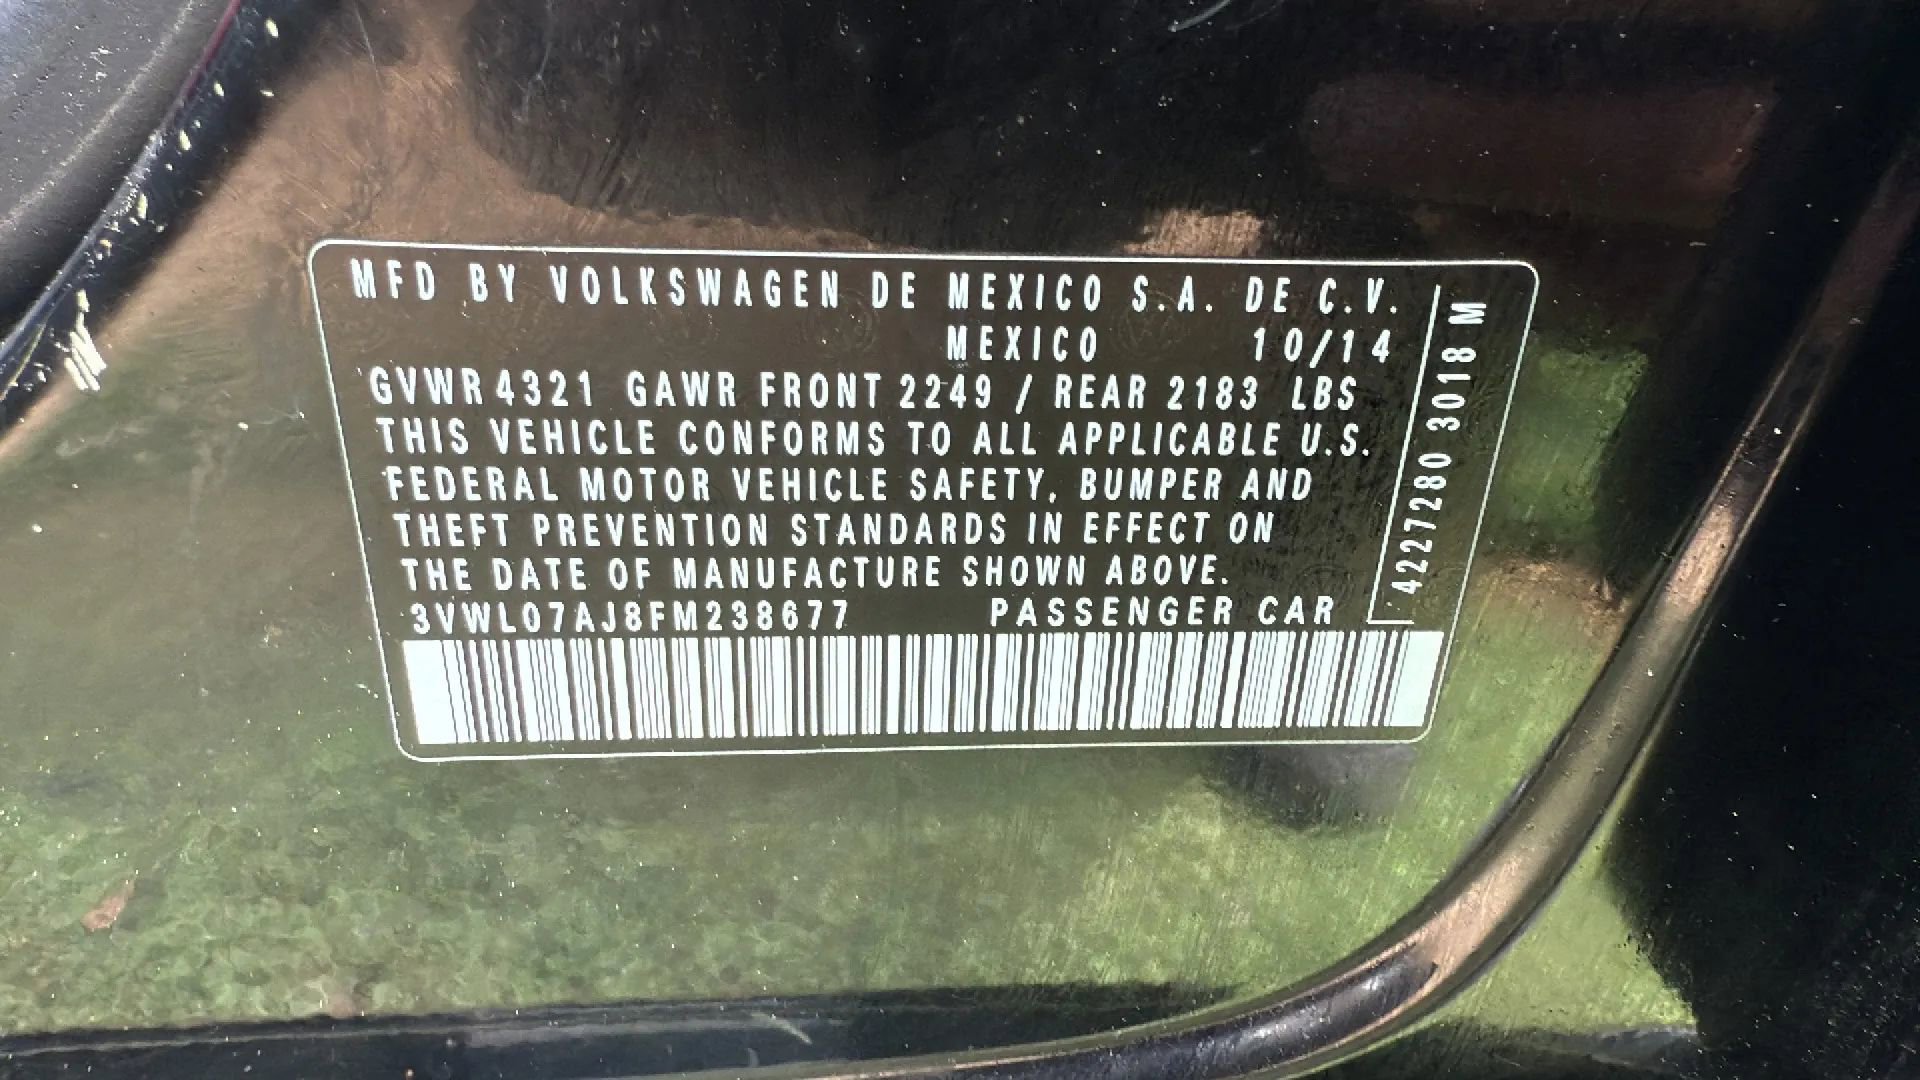 MFD BY VOLKSWAGEN DE MEXICO S.A. DE C.V.
MEXICO 10/14
GVWR 4321 GAWR FRONT 2249 / REAR 2183 LBS
THIS VEHICLE CONFORMS TO ALL APPLICABLE U.S.
FEDERAL MOTOR VEHICLE SAFETY, BUMPER AND
THEFT PREVENTION STANDARDS IN EFFECT ON
THE DATE OF MANUFACTURE SHOWN ABOVE.
3VWL07AJ8FM238677 PASSENGER CAR
4227280 3018 M